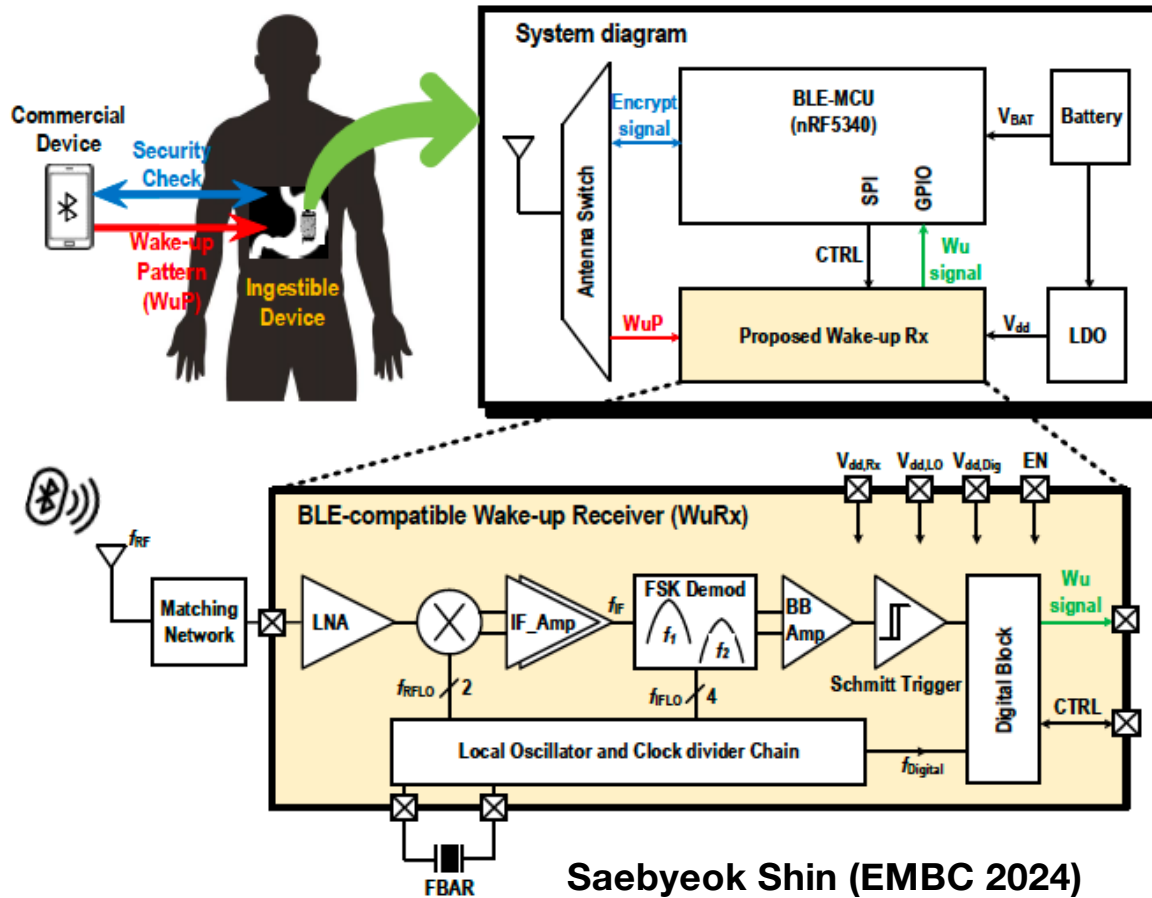 System diagram
Commercial
Device
Security
Check
Wake-up
Pattern
(WuP)
Ingestible
Device
Antenna Switch
Encrypt
signal
BLE-MCU
(nRF5340)
SPI
GPIO
VBAT
Battery
CTRL
Wu
signal
WuP
Proposed Wake-up Rx
Vdd
LDO
Vdd,Rx
Vdd,LO
Vdd,Dig
EN
BLE-compatible Wake-up Receiver (WuRx)
fRF
Matching
Network
LNA
IF_Amp
fIF
FSK Demod
f1
f2
BB
Amp
Schmitt Trigger
Digital Block
Wu
signal
CTRL
fRFLO
2
fIFLO
4
Local Oscillator and Clock divider Chain
fDigital
FBAR
Saebyeok Shin (EMBC 2024)